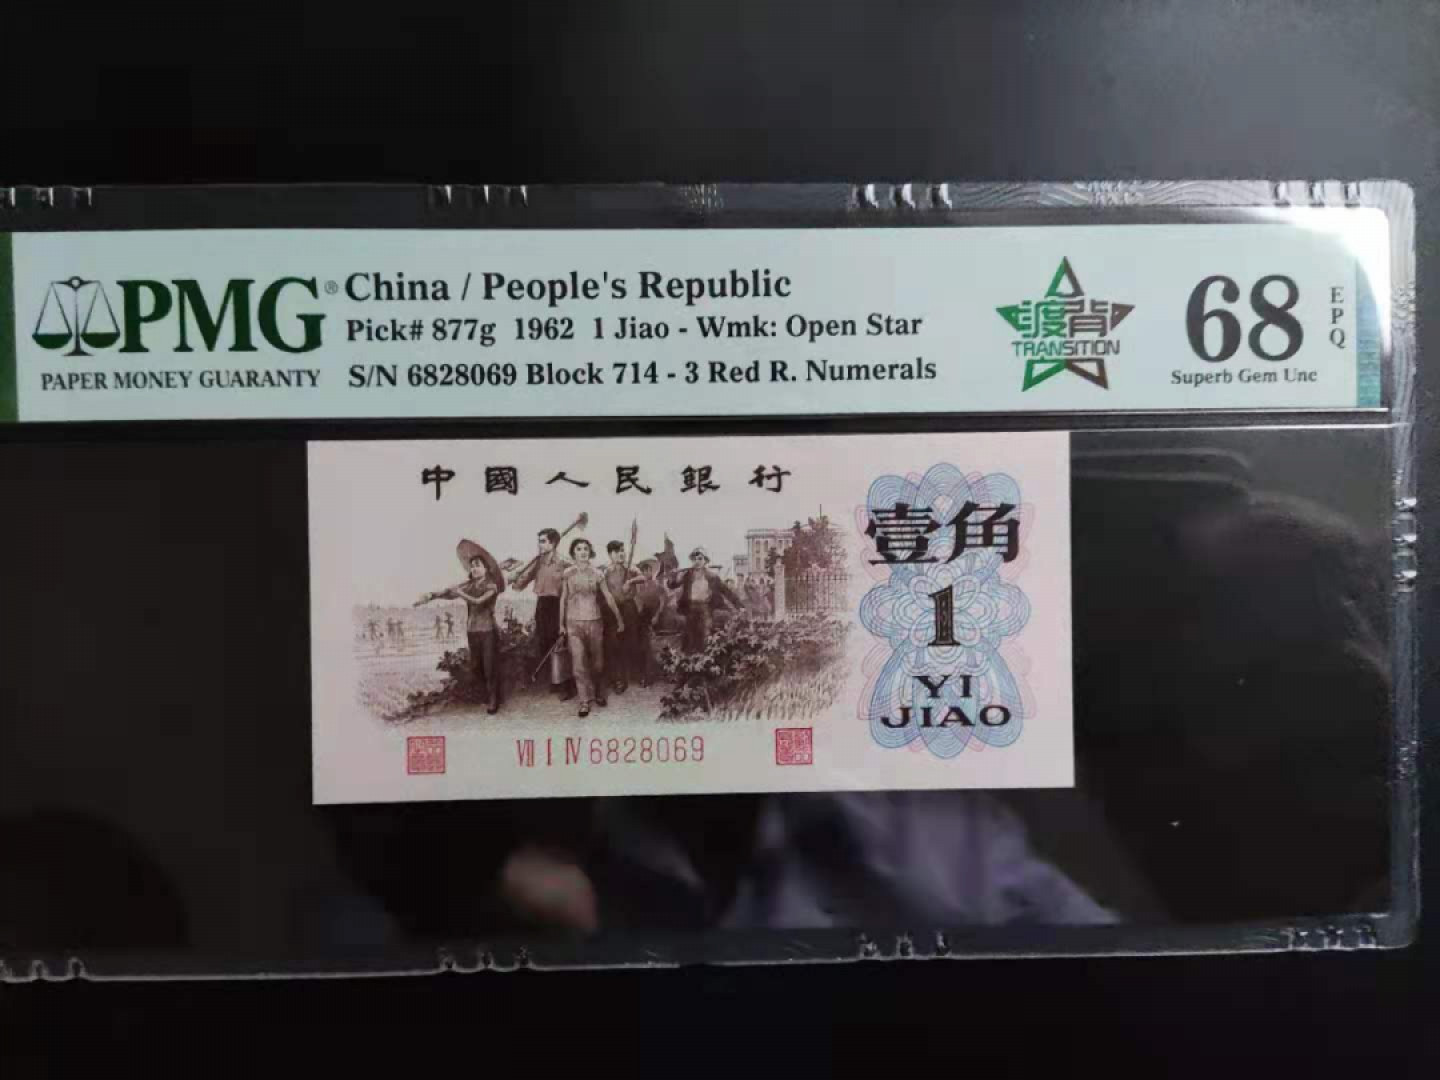 PMG®
PAPER MONEY GUARANTY
China / People's Republic
Pick# 877g 1962 1 Jiao - Wmk: Open Star
S/N 6828069 Block 714 - 3 Red R. Numerals
渡背
TRANSITION
68
EPQ
Superb Gem Unc
中國人民銀行
壹角
1
YI
JIAO
VII I IV 6828069